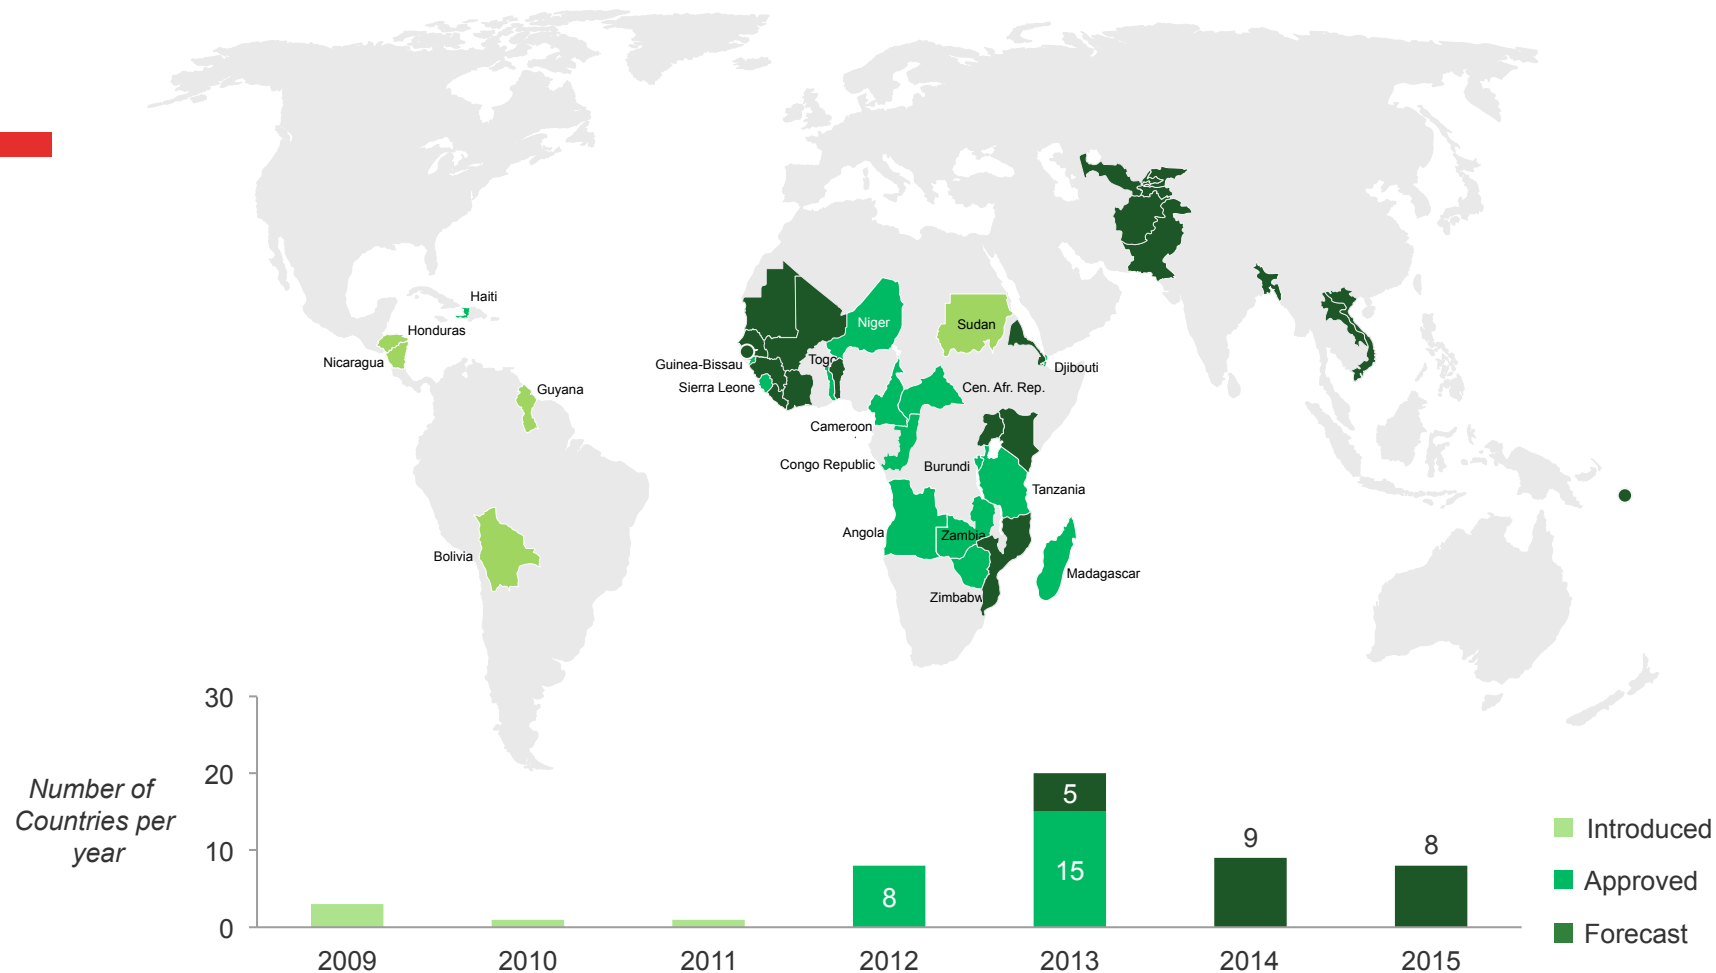 Haiti
Honduras
Nicaragua
Guyana
Bolivia
Niger
Sudan
Togo
Guinea-Bissau
Sierra Leone
Djibouti
Cen. Afr. Rep.
Cameroon
Congo Republic
Burundi
Tanzania
Angola
Zambia
Madagascar
Zimbabw
30
20
10
0
Number of
Countries per
year
8
5
15
9
8
2009
2010
2011
2012
2013
2014
2015
Introduced
Approved
Forecast